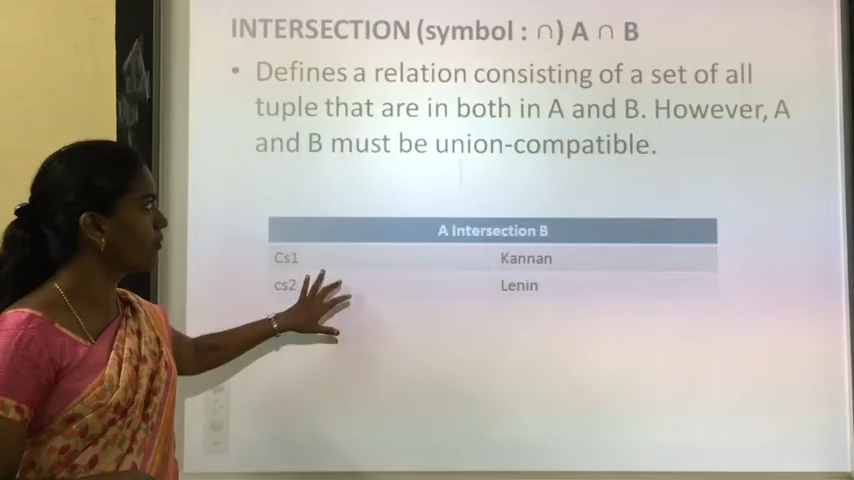 INTERSECTION (symbol : ∩) A ∩ B
• Defines a relation consisting of a set of all
tuple that are in both in A and B. However, A
and B must be union-compatible.
A Intersection B
Cs1 Kannan
cs2 Lenin